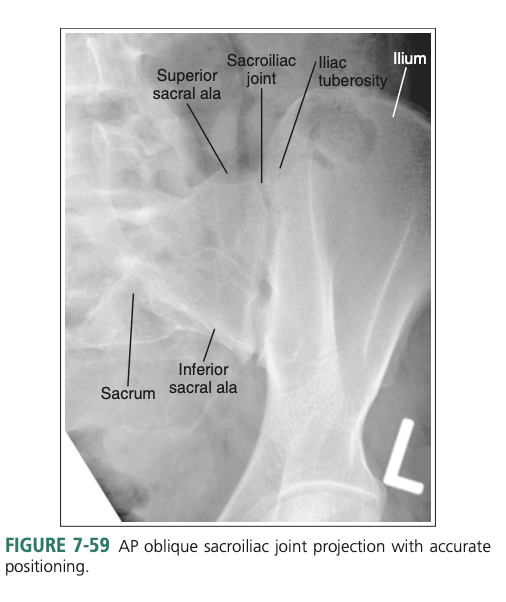 Superior
sacral ala
Sacroiliac
joint
Iliac
tuberosity
Ilium
Sacrum
Inferior
sacral ala
L
FIGURE 7-59 AP oblique sacroiliac joint projection with accurate
positioning.